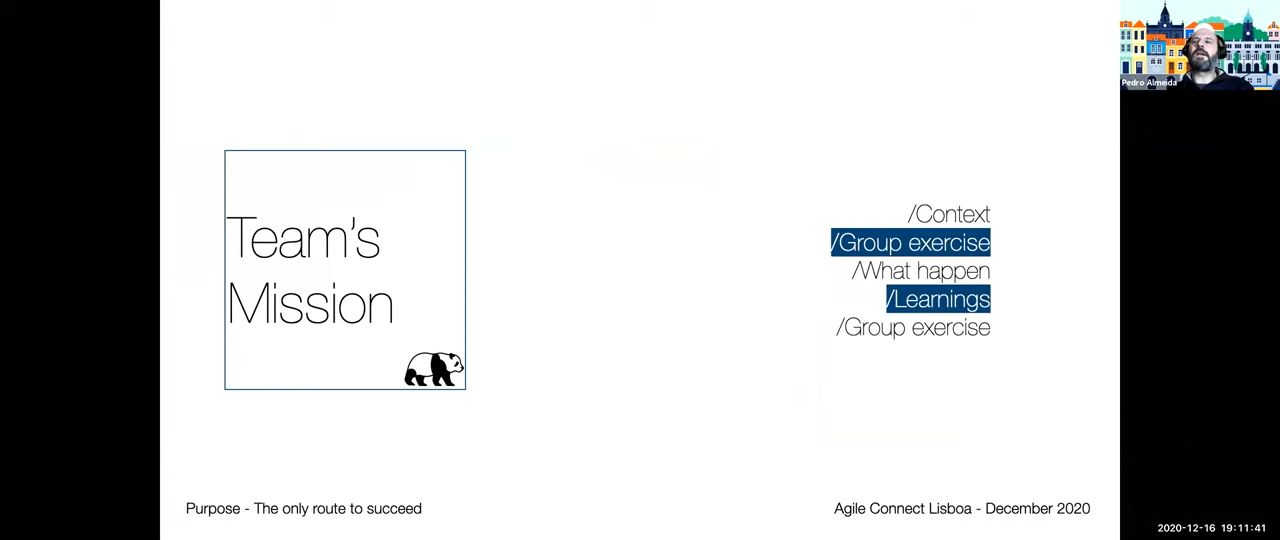 Pedro Almeida
Team's
Mission
/Context
/Group exercise
/What happen
/Learnings
/Group exercise
Purpose - The only route to succeed
Agile Connect Lisboa - December 2020
2020-12-16 19:11:41